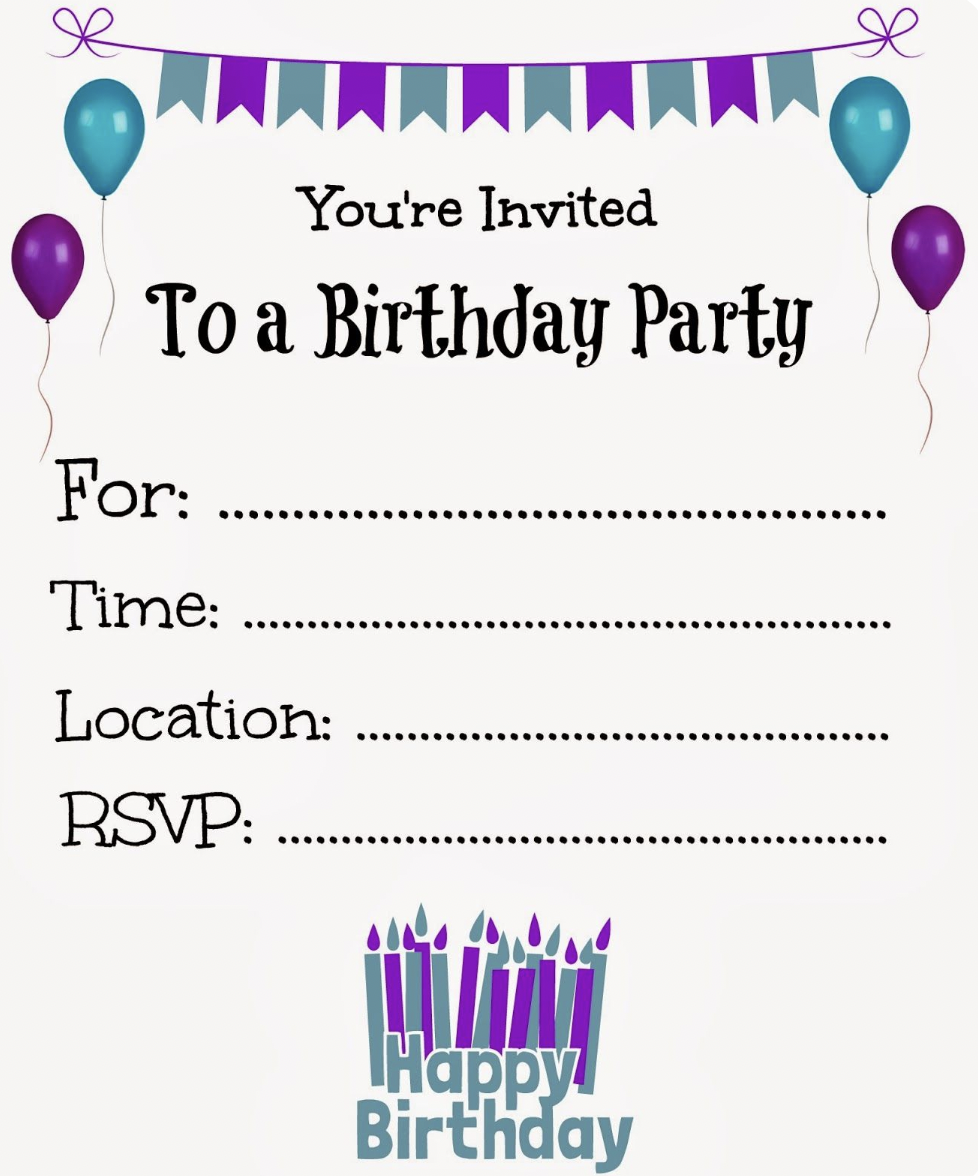 You're Invited
To a Birthday Party
For: ......................................................
Time: .....................................................
Location: ............................................
RSVP: ..................................................
Happy
Birthday